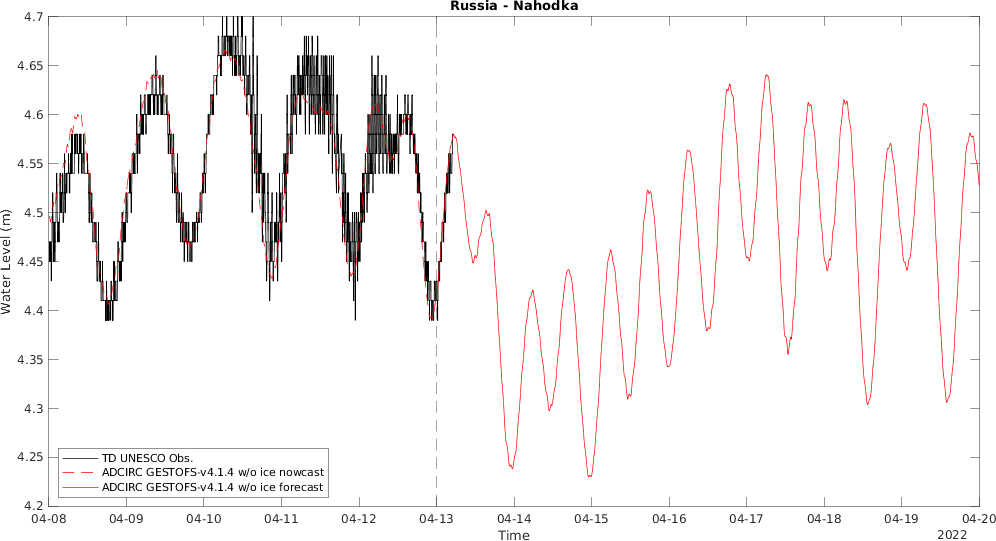 Russia - Nahodka
4.7
4.65
4.6
4.55
4.5
4.45
4.4
4.35
4.3
4.25
4.2
Water Level (m)
TD UNESCO Obs.
ADCIRC GESTOFS-v4.1.4 w/o ice nowcast
ADCIRC GESTOFS-v4.1.4 w/o ice forecast
04-08 04-09 04-10 04-11 04-12 04-13 04-14 04-15 04-16 04-17 04-18 04-19 04-20
Time
2022